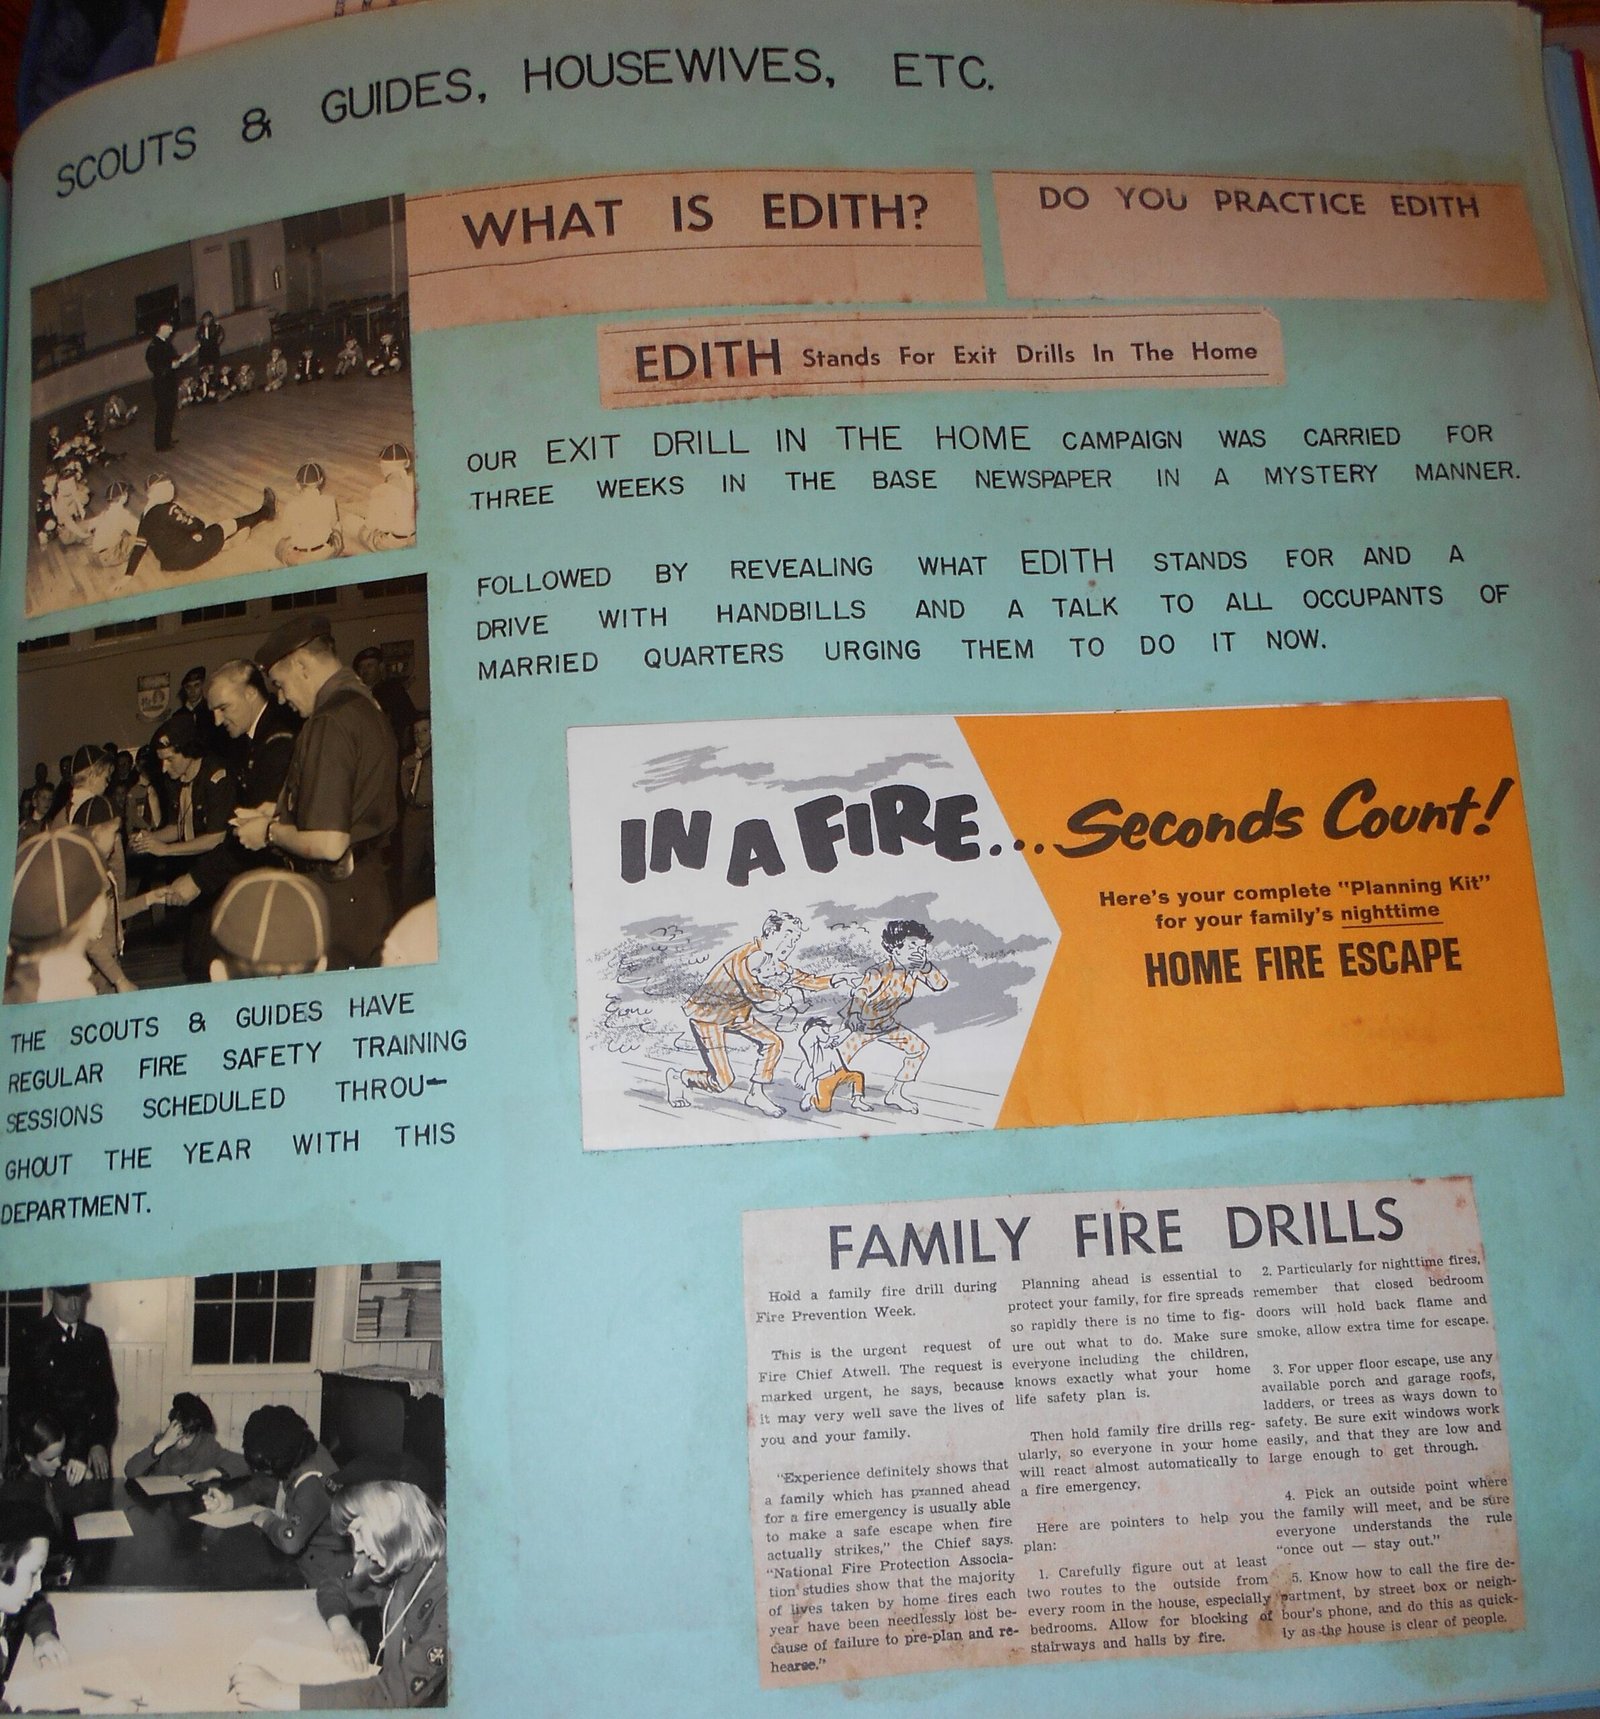 SCOUTS & GUIDES, HOUSEWIVES, ETC.
WHAT IS EDITH?
DO YOU PRACTICE EDITH
EDITH Stands For Exit Drills In The Home
OUR EXIT DRILL IN THE HOME CAMPAIGN WAS CARRIED FOR
THREE WEEKS IN THE BASE NEWSPAPER IN A MYSTERY MANNER.
FOLLOWED BY REVEALING WHAT EDITH STANDS FOR AND A
DRIVE WITH HANDBILLS AND A TALK TO ALL OCCUPANTS OF
MARRIED QUARTERS URGING THEM TO DO IT NOW.
THE SCOUTS & GUIDES HAVE
REGULAR FIRE SAFETY TRAINING
SESSIONS SCHEDULED THROU-
GHOUT THE YEAR WITH THIS
DEPARTMENT.
IN A FIRE... Seconds Count!
Here's your complete "Planning Kit"
for your family's nighttime
HOME FIRE ESCAPE
FAMILY FIRE DRILLS
Hold a family fire drill during
Fire Prevention Week.
This is the urgent request of
Fire Chief Atwell. The request is
marked urgent, he says, because
it may very well save the lives of
you and your family.
"Experience definitely shows that
a family which has planned ahead
for a fire emergency is usually able
to make a safe escape when fire
actually strikes," the Chief says.
"National Fire Protection Associa-
tion studies show that the majority
of lives taken by home fires each
year have been needlessly lost be-
cause of failure to pre-plan and re-
hearse."
Planning ahead is essential to
protect your family, for fire spreads
so rapidly there is no time to fig-
ure out what to do. Make sure
everyone including the children,
knows exactly what your home
life safety plan is.
Then hold family fire drills reg-
ularly, so everyone in your home
will react almost automatically to
a fire emergency.
Here are pointers to help you
plan:
1. Carefully figure out at least
two routes to the outside from
every room in the house, especially
bedrooms. Allow for blocking of
stairways and halls by fire.
2. Particularly for nighttime fires,
remember that closed bedroom
doors will hold back flame and
smoke, allow extra time for escape.
3. For upper floor escape, use any
available porch and garage roofs,
ladders, or trees as ways down to
safety. Be sure exit windows work
easily, and that they are low and
large enough to get through.
4. Pick an outside point where
the family will meet, and be sure
everyone understands the rule
"once out — stay out."
5. Know how to call the fire de-
partment, by street box or neigh-
bour's phone, and do this as quick-
ly as the house is clear of people.